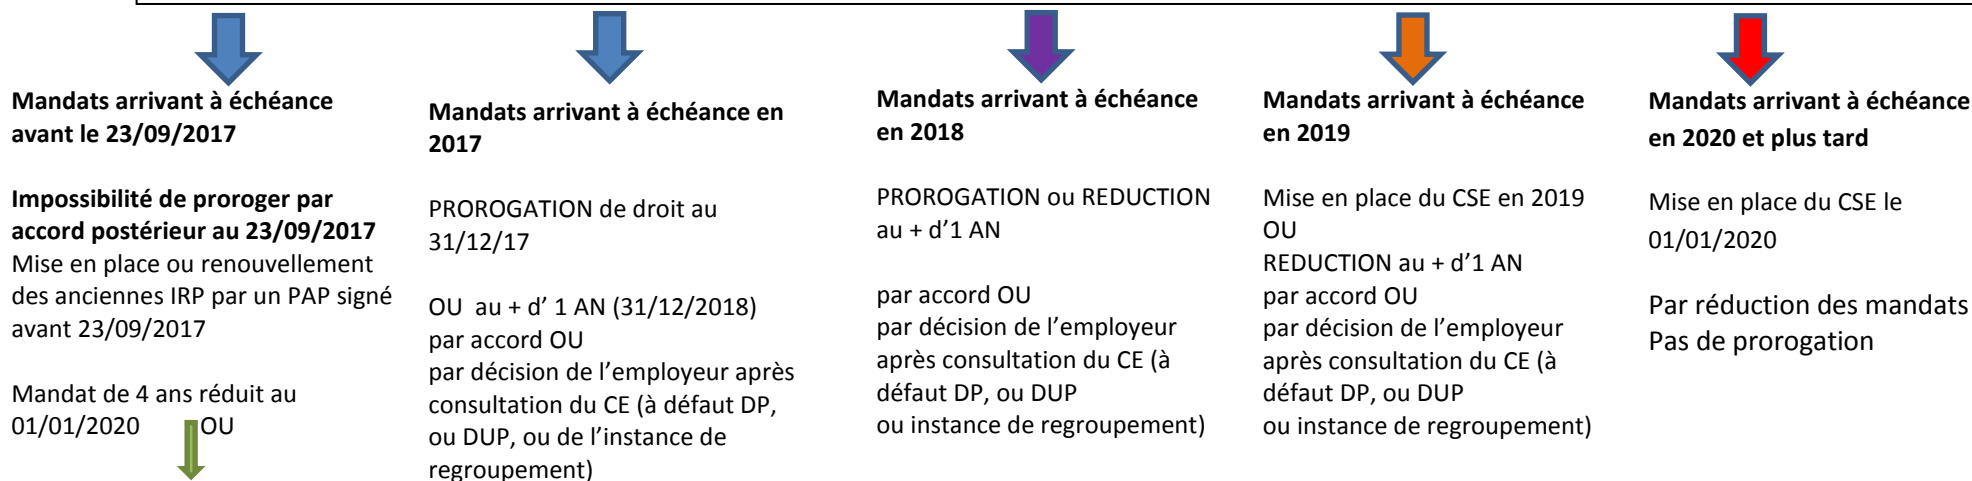 Mandats arrivant à échéance
avant le 23/09/2017
Impossibilité de proroger par
accord postérieur au 23/09/2017
Mise en place ou renouvellement
des anciennes IRP par un PAP signé
avant 23/09/2017
Mandat de 4 ans réduit au
01/01/2020 OU
Mandats arrivant à échéance en
2017
PROROGATION de droit au
31/12/17
OU au + d' 1 AN (31/12/2018)
par accord OU
par décision de l'employeur après
consultation du CE (à défaut DP,
ou DUP, ou de l'instance de
regroupement)
Mandats arrivant à échéance
en 2018
PROROGATION ou REDUCTION
au + d'1 AN
par accord OU
par décision de l'employeur
après consultation du CE (à
défaut DP, ou DUP
ou instance de regroupement)
Mandats arrivant à échéance
en 2019
Mise en place du CSE en 2019
OU
REDUCTION au + d'1 AN
par accord OU
par décision de l'employeur
après consultation du CE (à
défaut DP, ou DUP
ou instance de regroupement)
Mandats arrivant à échéance
en 2020 et plus tard
Mise en place du CSE le
01/01/2020
Par réduction des mandats
Pas de prorogation